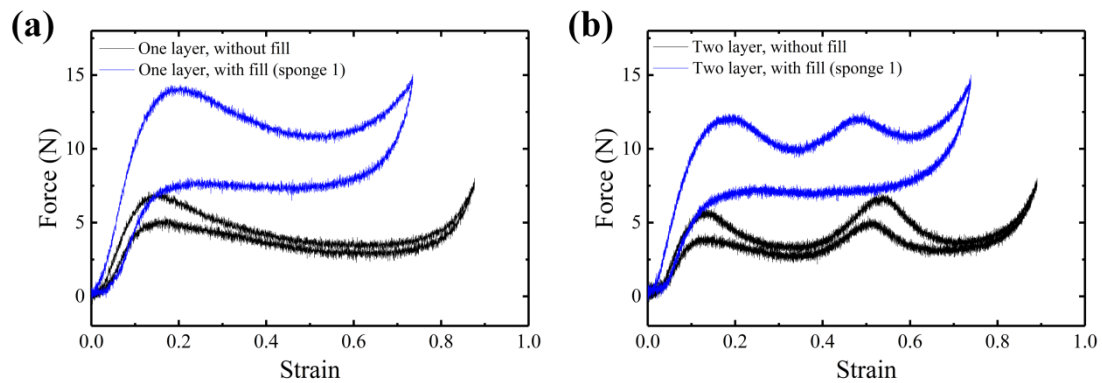 (a)
One layer, without fill
One layer, with fill (sponge 1)
15
10
5
0
Force (N)
0.0 0.2 0.4 0.6 0.8 1.0
Strain
(b)
Two layer, without fill
Two layer, with fill (sponge 1)
15
10
5
0
Force (N)
0.0 0.2 0.4 0.6 0.8 1.0
Strain